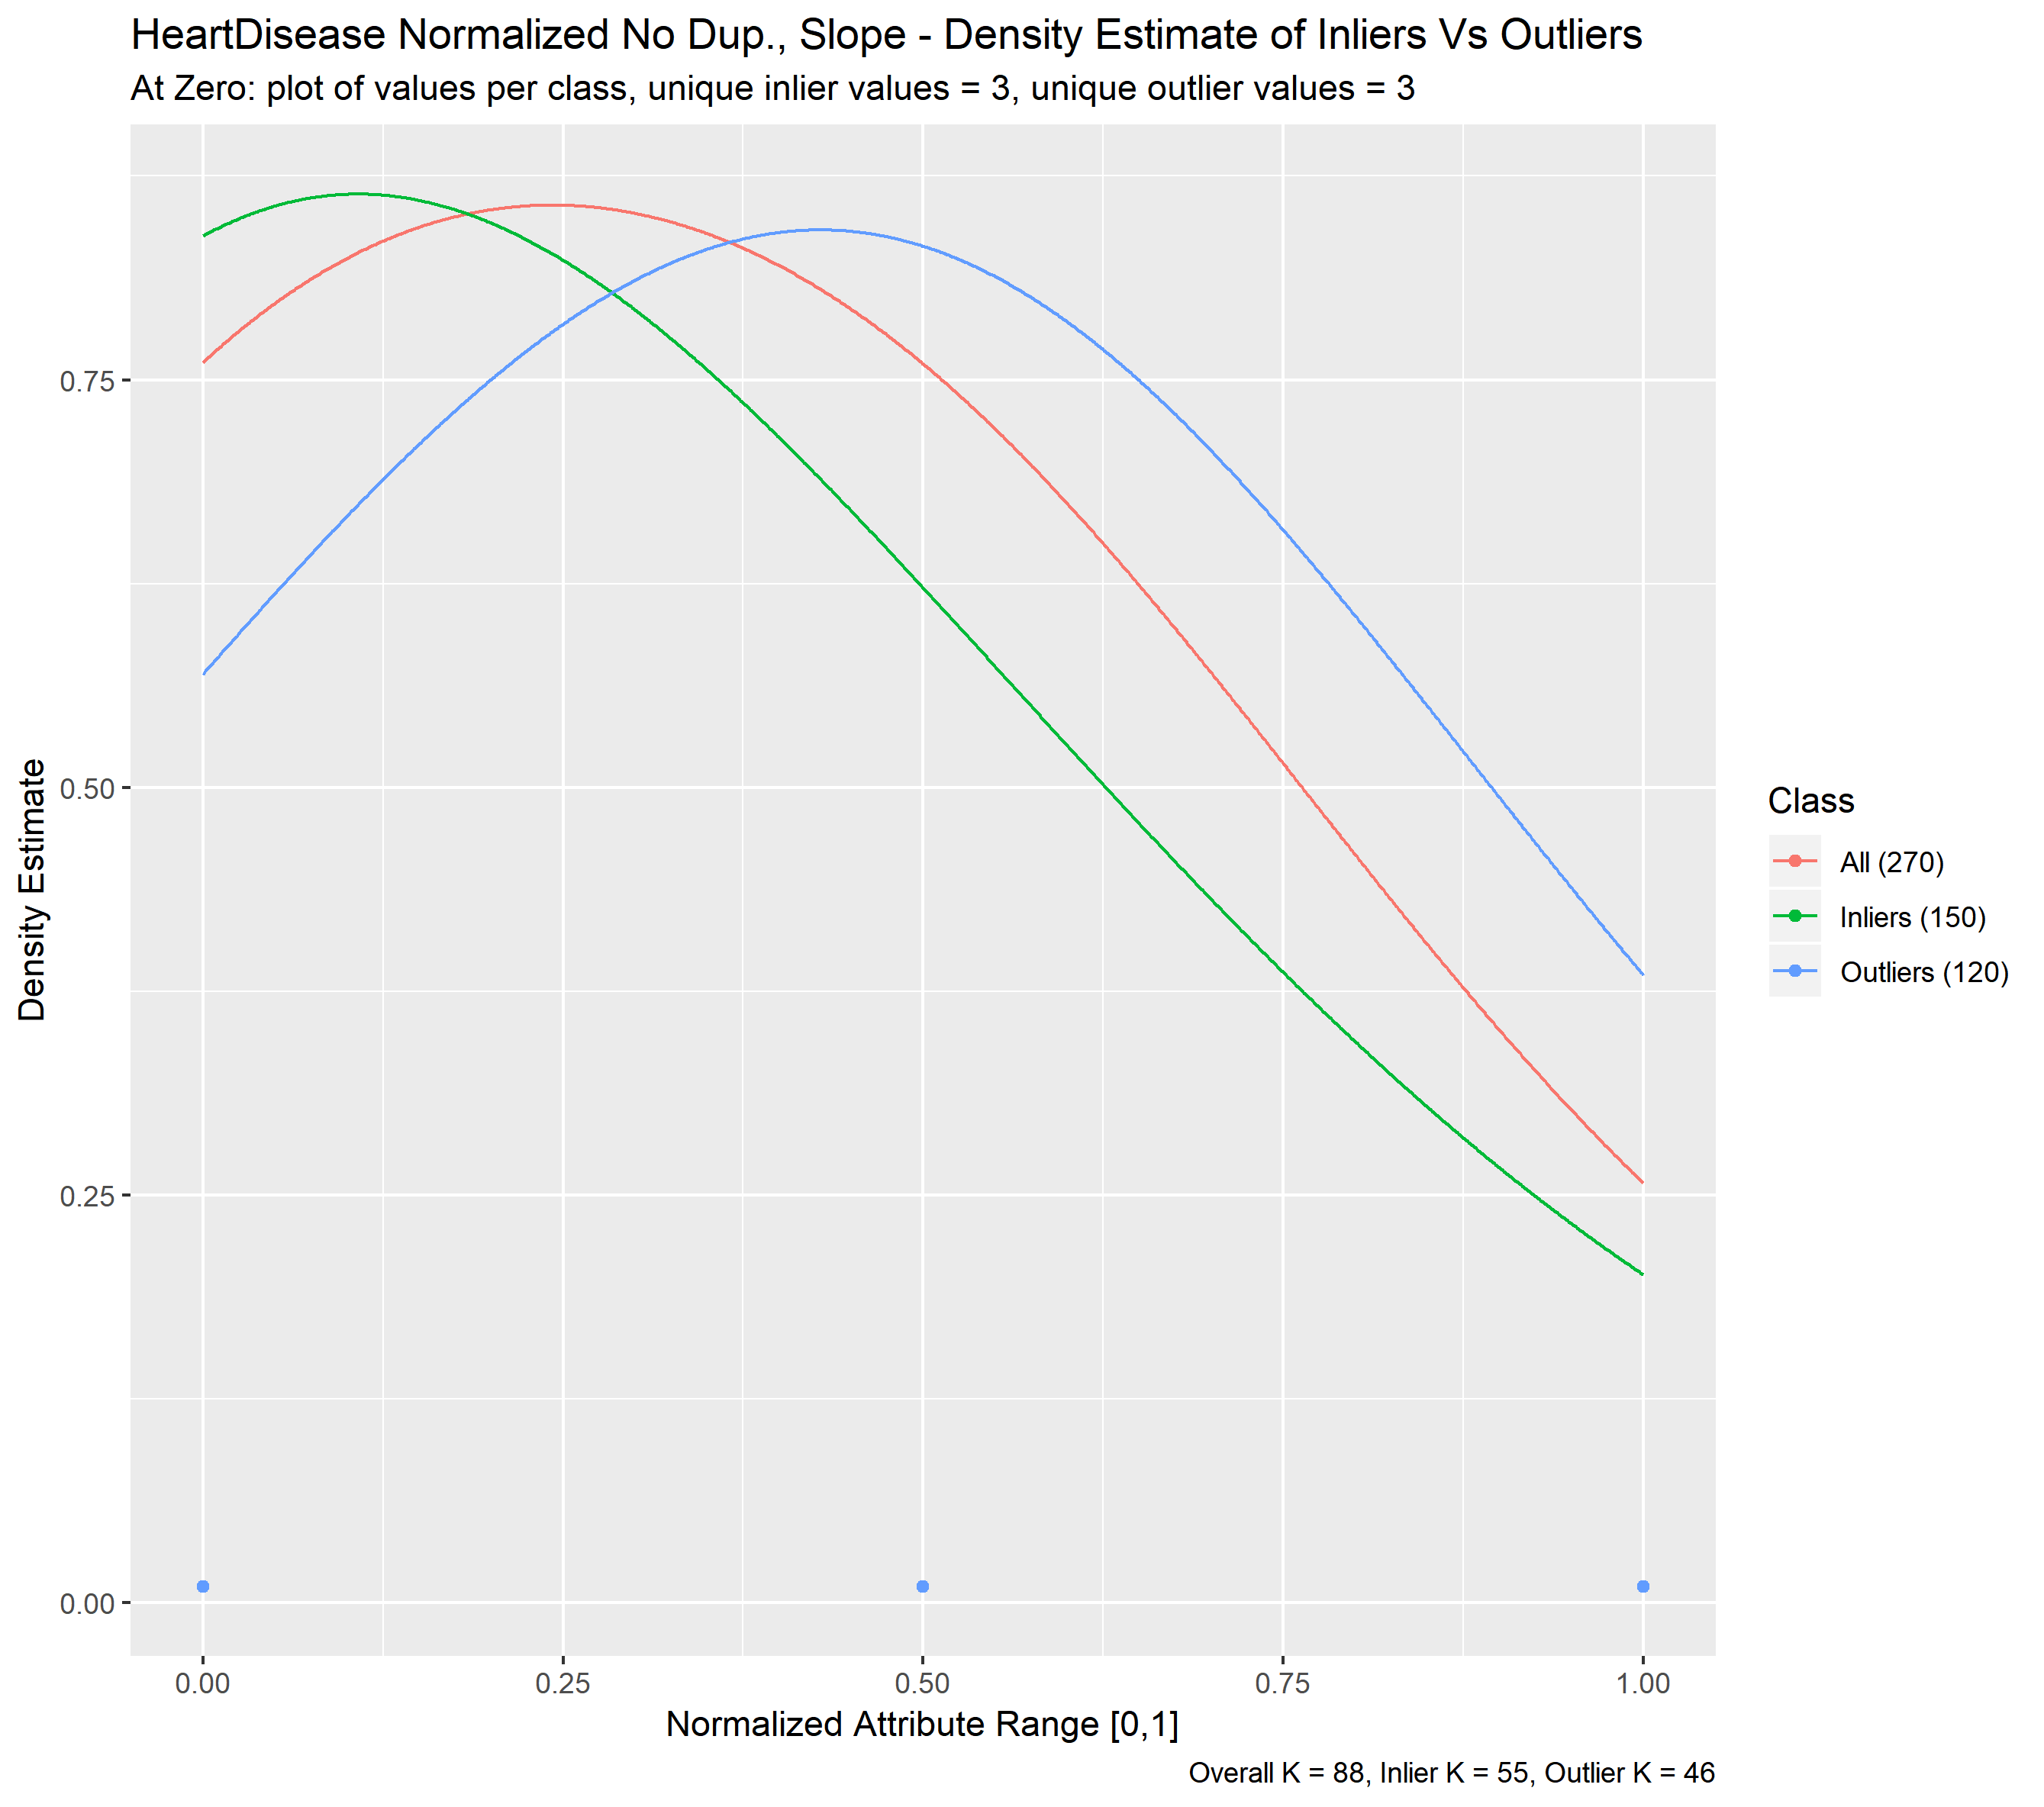 HeartDisease Normalized No Dup., Slope - Density Estimate of Inliers Vs Outliers
At Zero: plot of values per class, unique inlier values = 3, unique outlier values = 3
Density Estimate
0.75
0.50
0.25
0.00
0.00 0.25 0.50 0.75 1.00
Normalized Attribute Range [0,1]
Overall K = 88, Inlier K = 55, Outlier K = 46
Class
All (270)
Inliers (150)
Outliers (120)